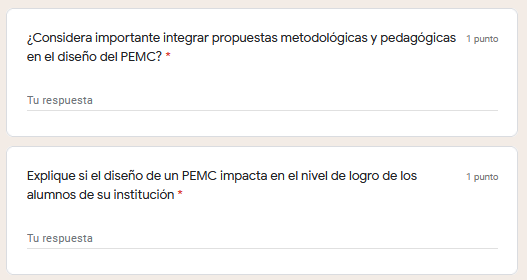 ¿Considera importante integrar propuestas metodológicas y pedagógicas 1 punto
en el diseño del PEMC? *
Tu respuesta
Explique si el diseño de un PEMC impacta en el nivel de logro de los 1 punto
alumnos de su institución *
Tu respuesta